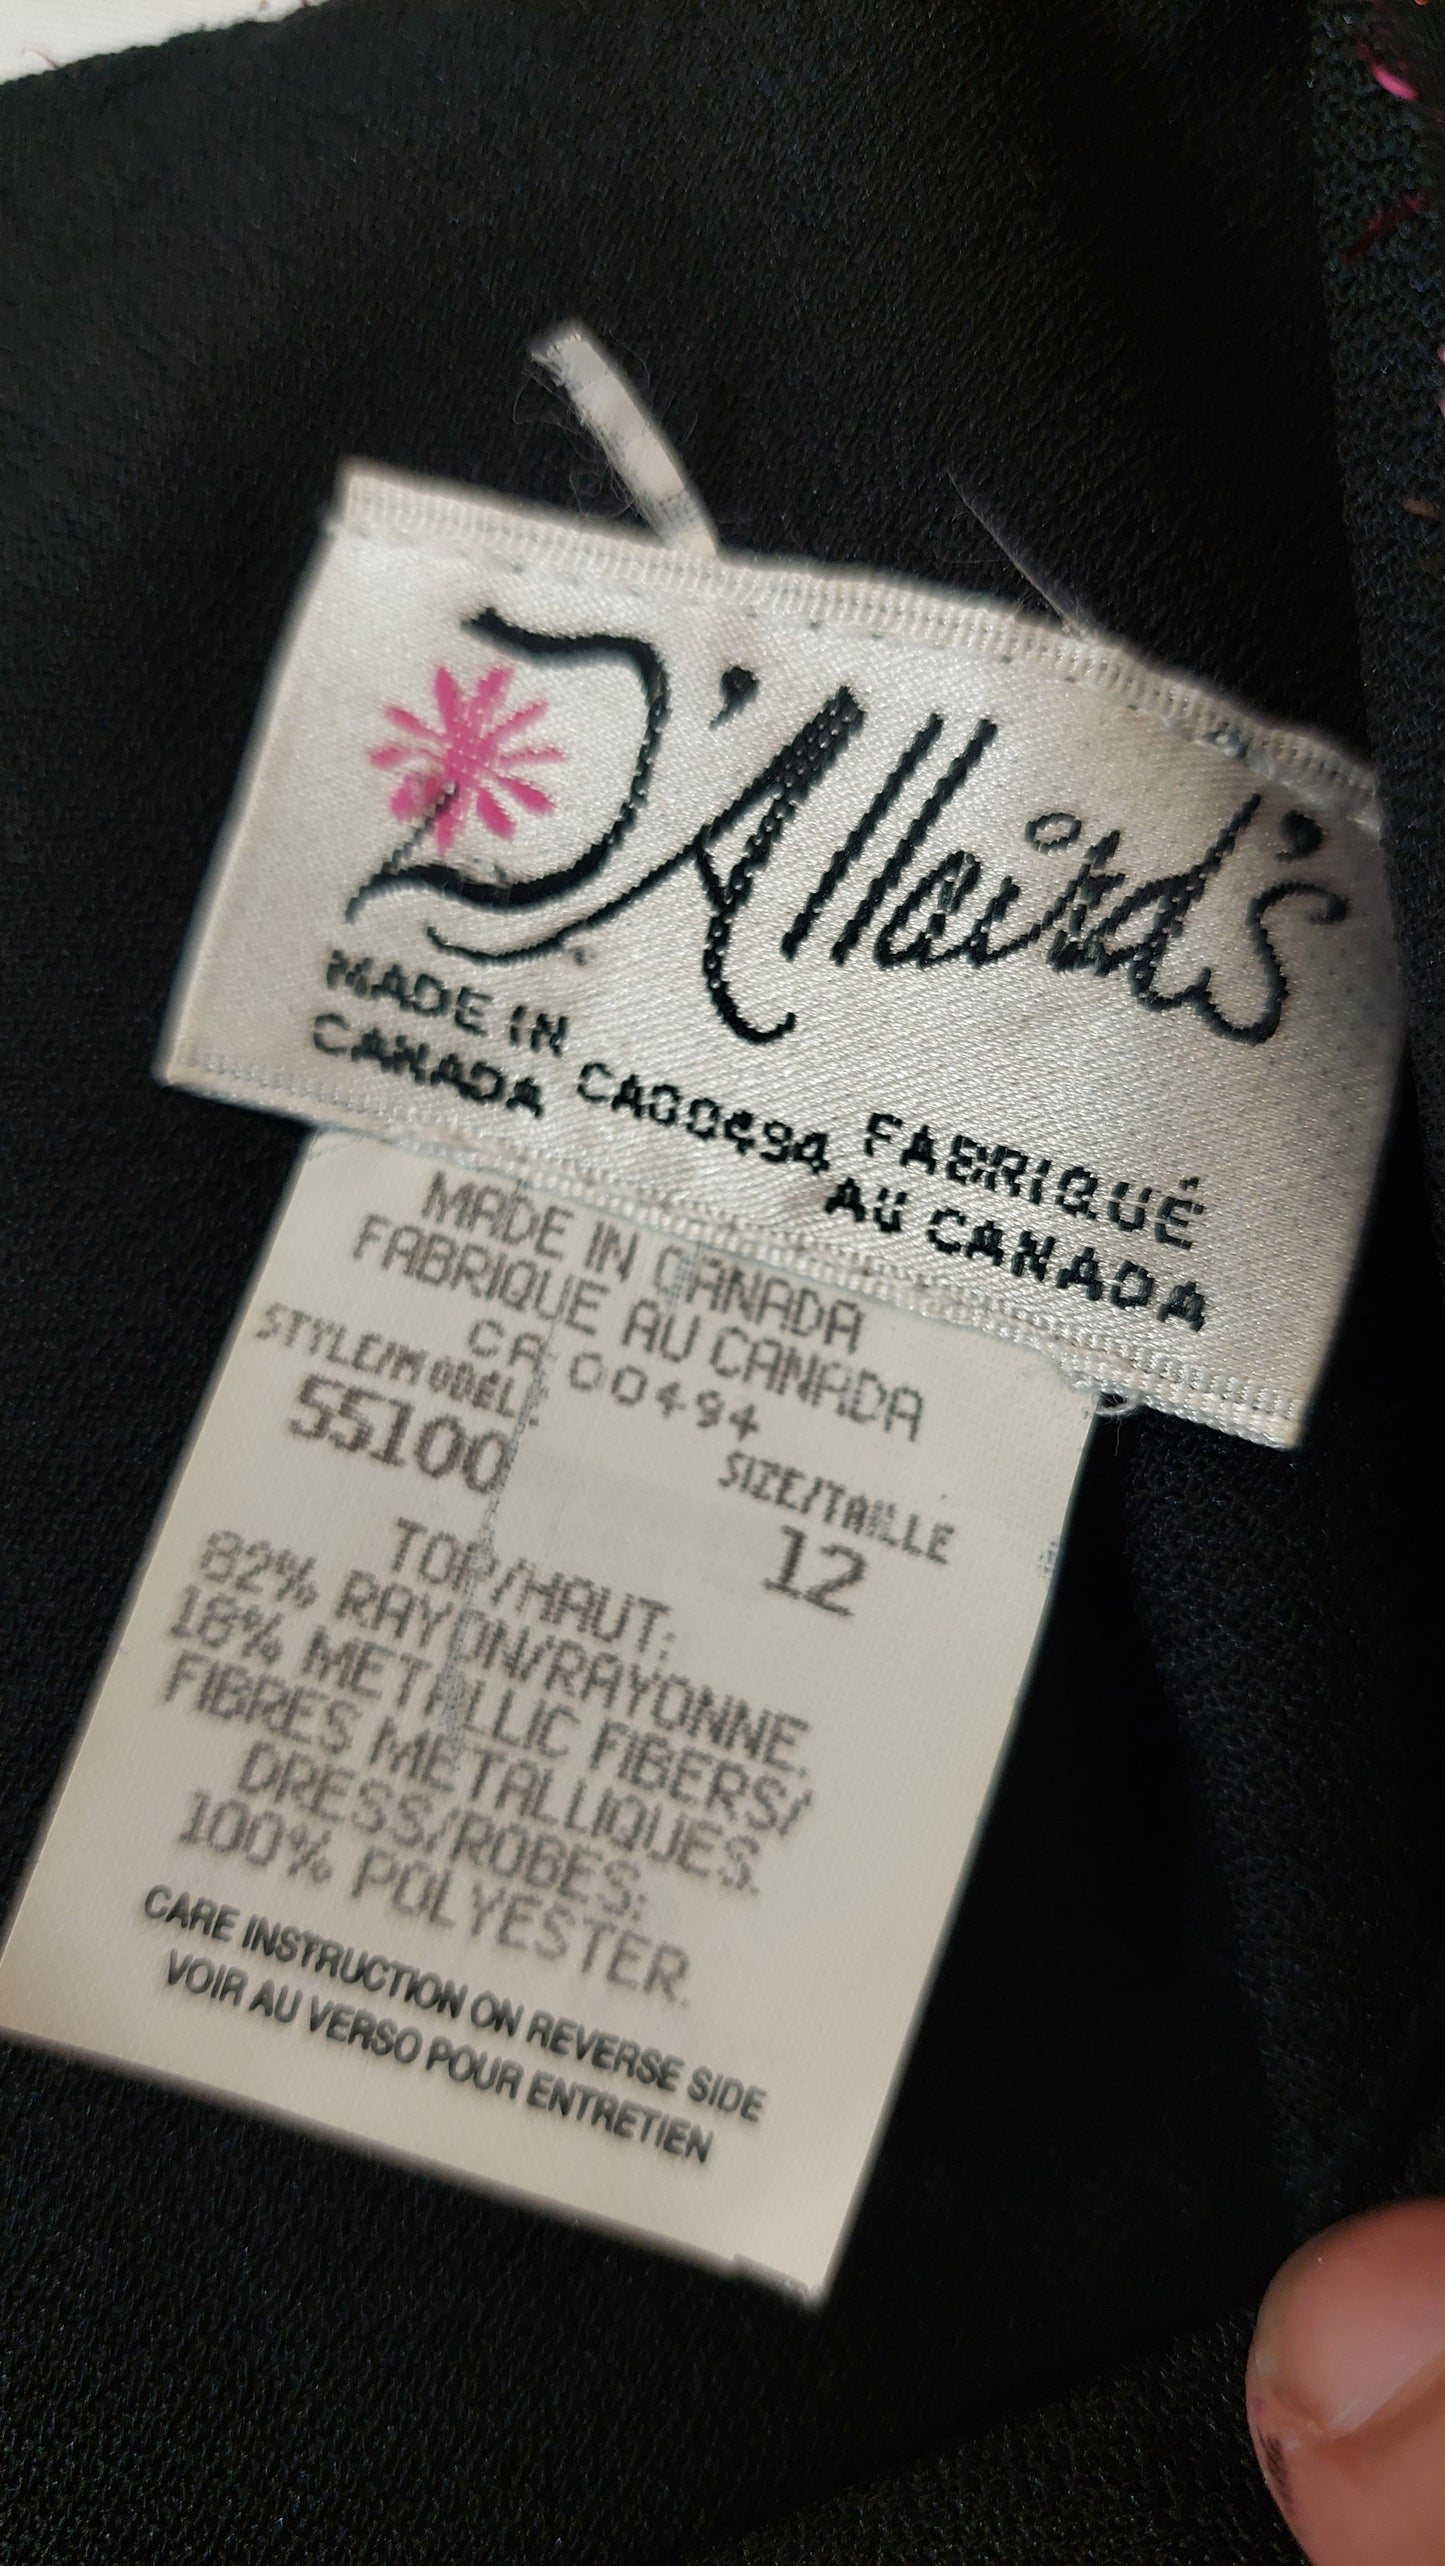 D'Allaird's
MADE IN
CANADA
CA00494
FABRIQUÉ
AU CANADA
MADE IN CANADA
FABRIQUE AU CANADA
CA 00494
STYLE/MODÈLE
55100
SIZE/TAILLE
12
TOP/HAUT:
82% RAYON/RAYONNE.
18% METALLIC FIBERS/
FIBRES METALLIQUES.
DRESS/ROBES:
100% POLYESTER.
CARE INSTRUCTION ON REVERSE SIDE
VOIR AU VERSO POUR ENTRETIEN